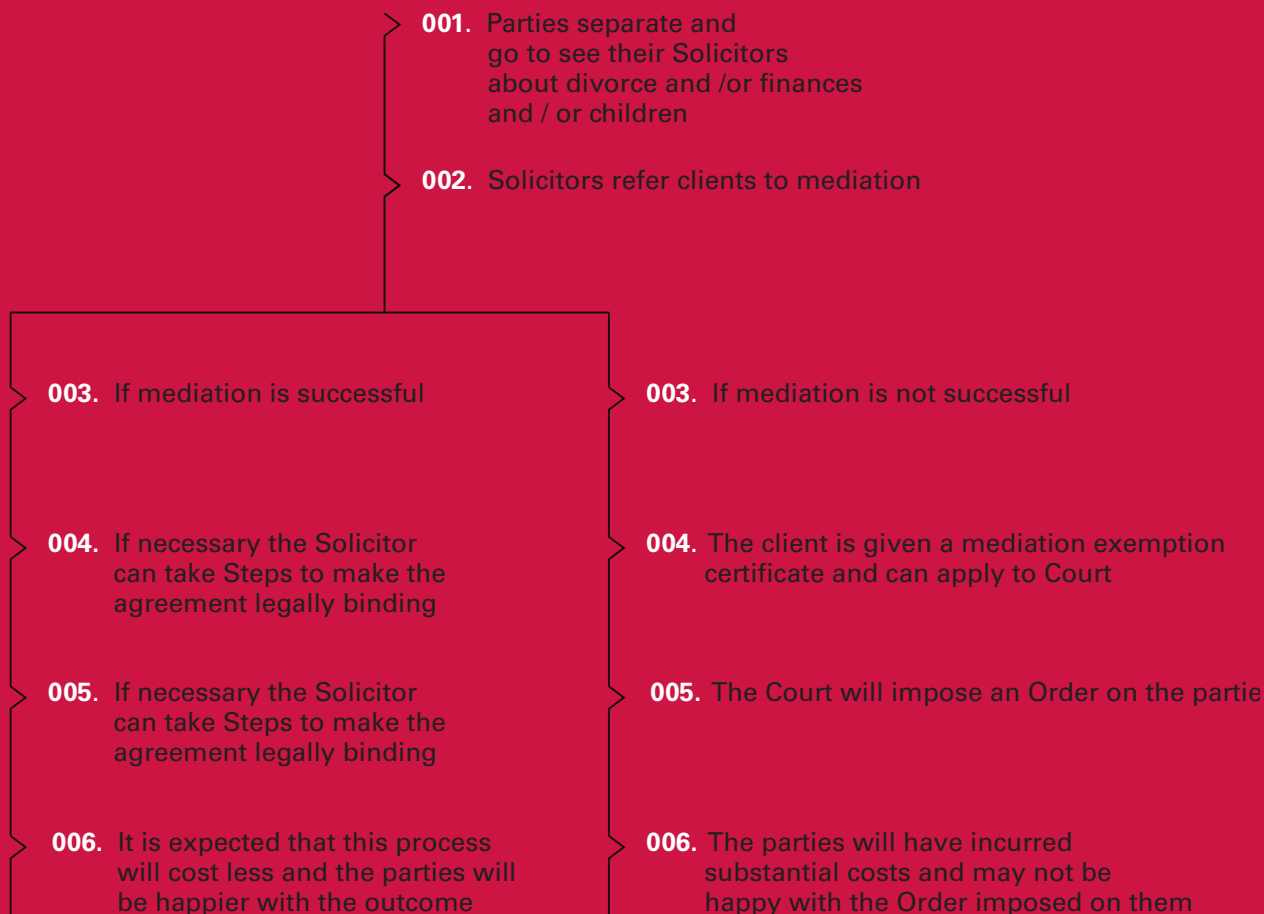 001. Parties separate and
go to see their Solicitors
about divorce and /or finances
and / or children
002. Solicitors refer clients to mediation
003. If mediation is successful
004. If necessary the Solicitor
can take Steps to make the
agreement legally binding
005. If necessary the Solicitor
can take Steps to make the
agreement legally binding
006. It is expected that this process
will cost less and the parties will
be happier with the outcome
003. If mediation is not successful
004. The client is given a mediation exemption
certificate and can apply to Court
005. The Court will impose an Order on the partie
006. The parties will have incurred
substantial costs and may not be
happy with the Order imposed on them